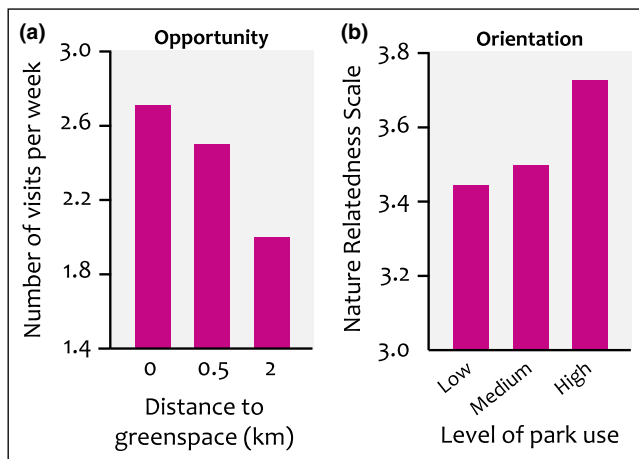 (a)
Opportunity
Number of visits per week
3.0
2.6
2.2
1.8
1.4
0 0.5 2
Distance to
greenspace (km)
(b)
Orientation
Nature Relatedness Scale
3.8
3.6
3.4
3.2
3.0
Low Medium High
Level of park use